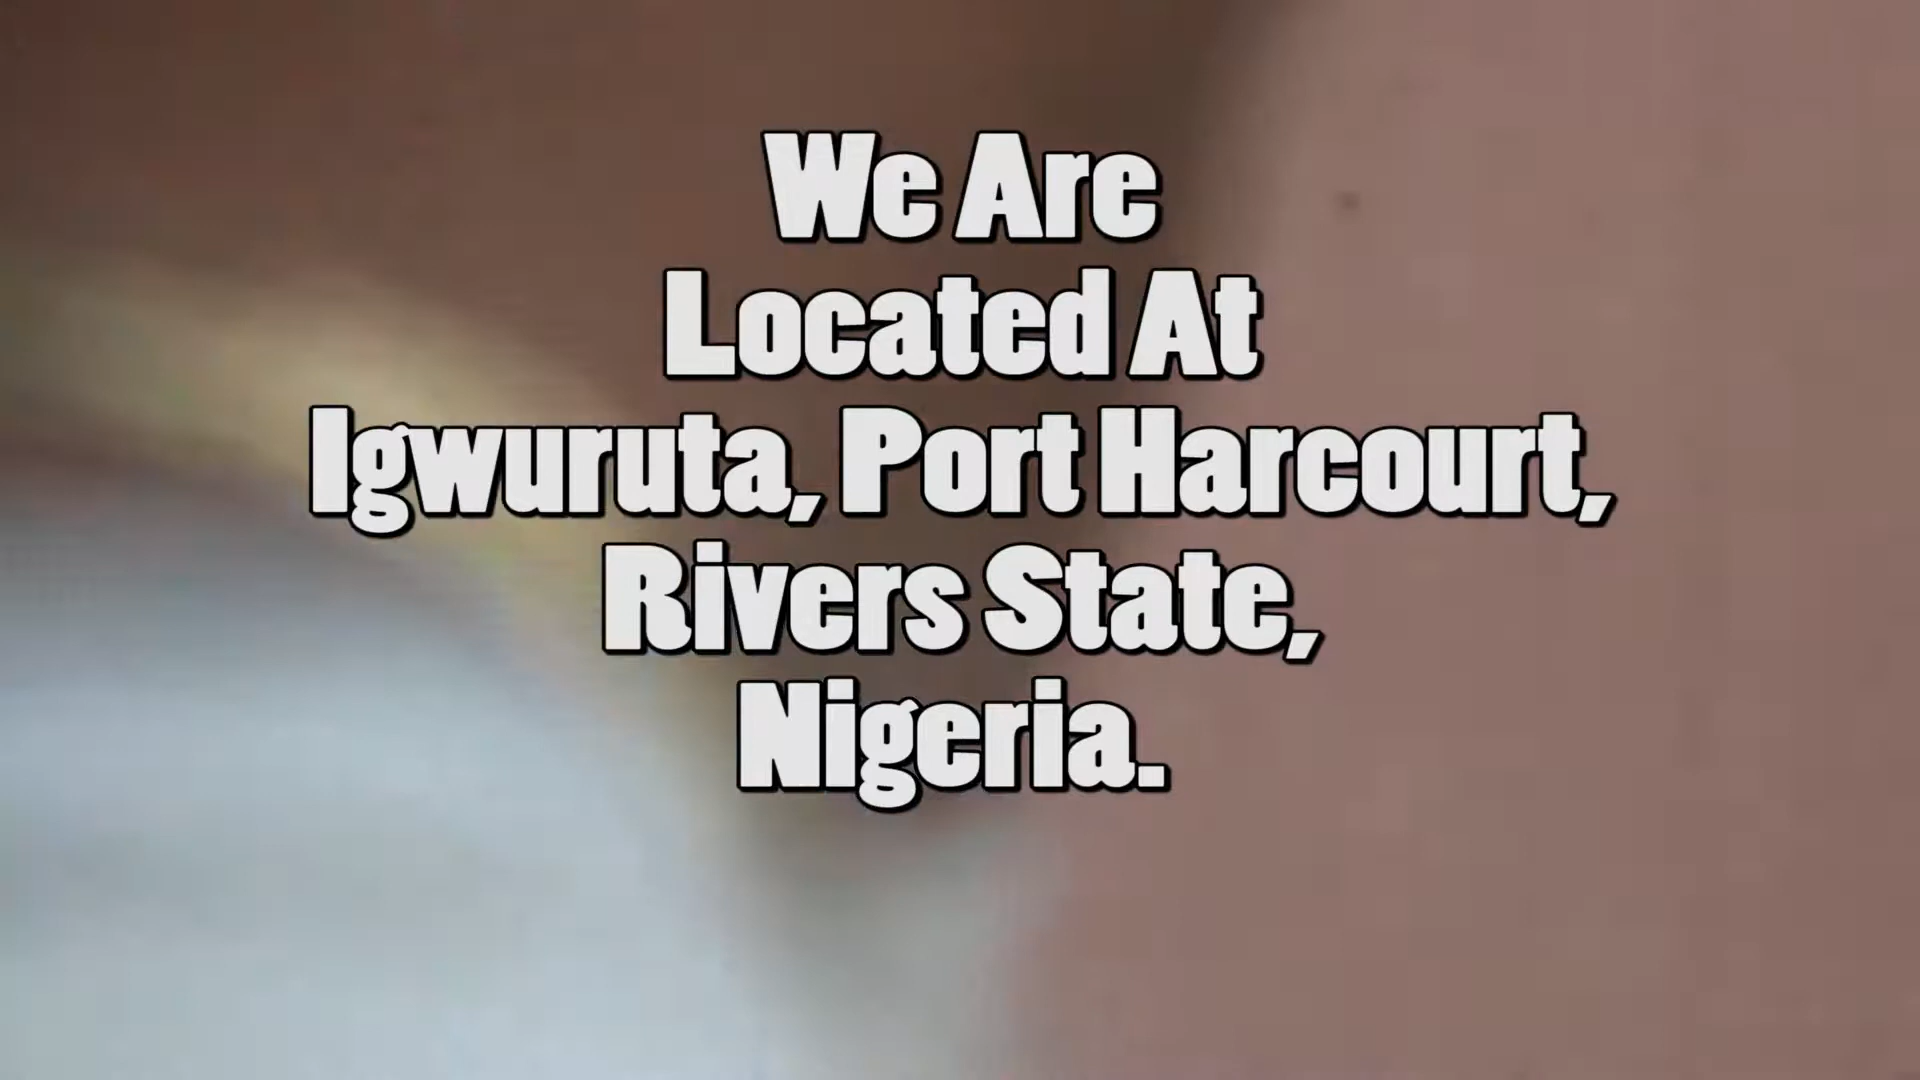 We Are
Located At
Igwuruta, Port Harcourt,
Rivers State,
Nigeria.